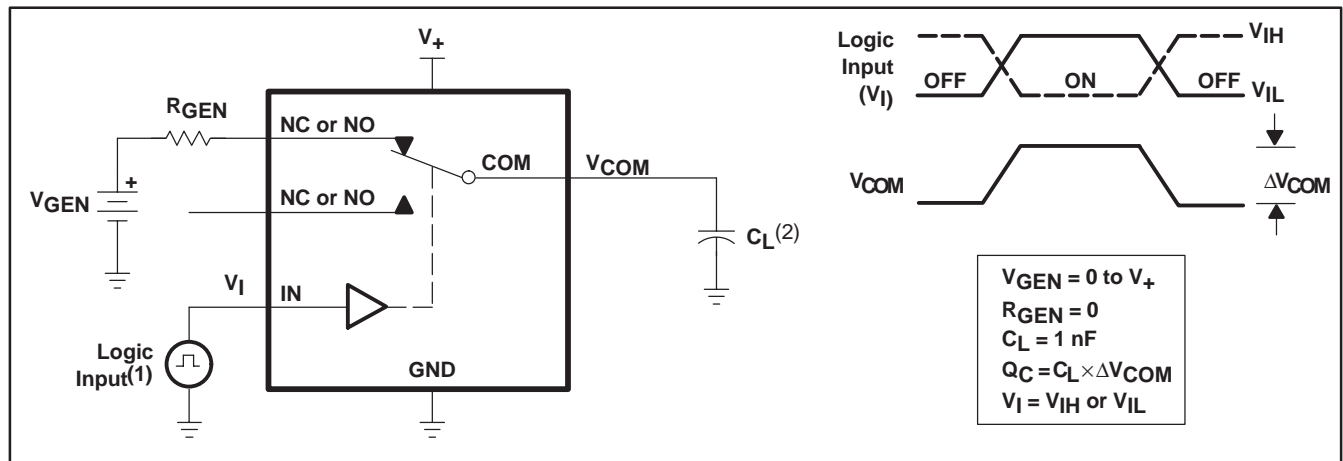 V+
RGEN
NC or NO
COM
VCOM
VGEN
+
NC or NO
CL(2)
VI
IN
Logic
Input(1)
GND
Logic
Input
(VI)
OFF
ON
OFF
VIH
VIL
VCOM
ΔVCOM
VGEN = 0 to V+
RGEN = 0
CL = 1 nF
QC = CL × ΔVCOM
VI = VIH or VIL